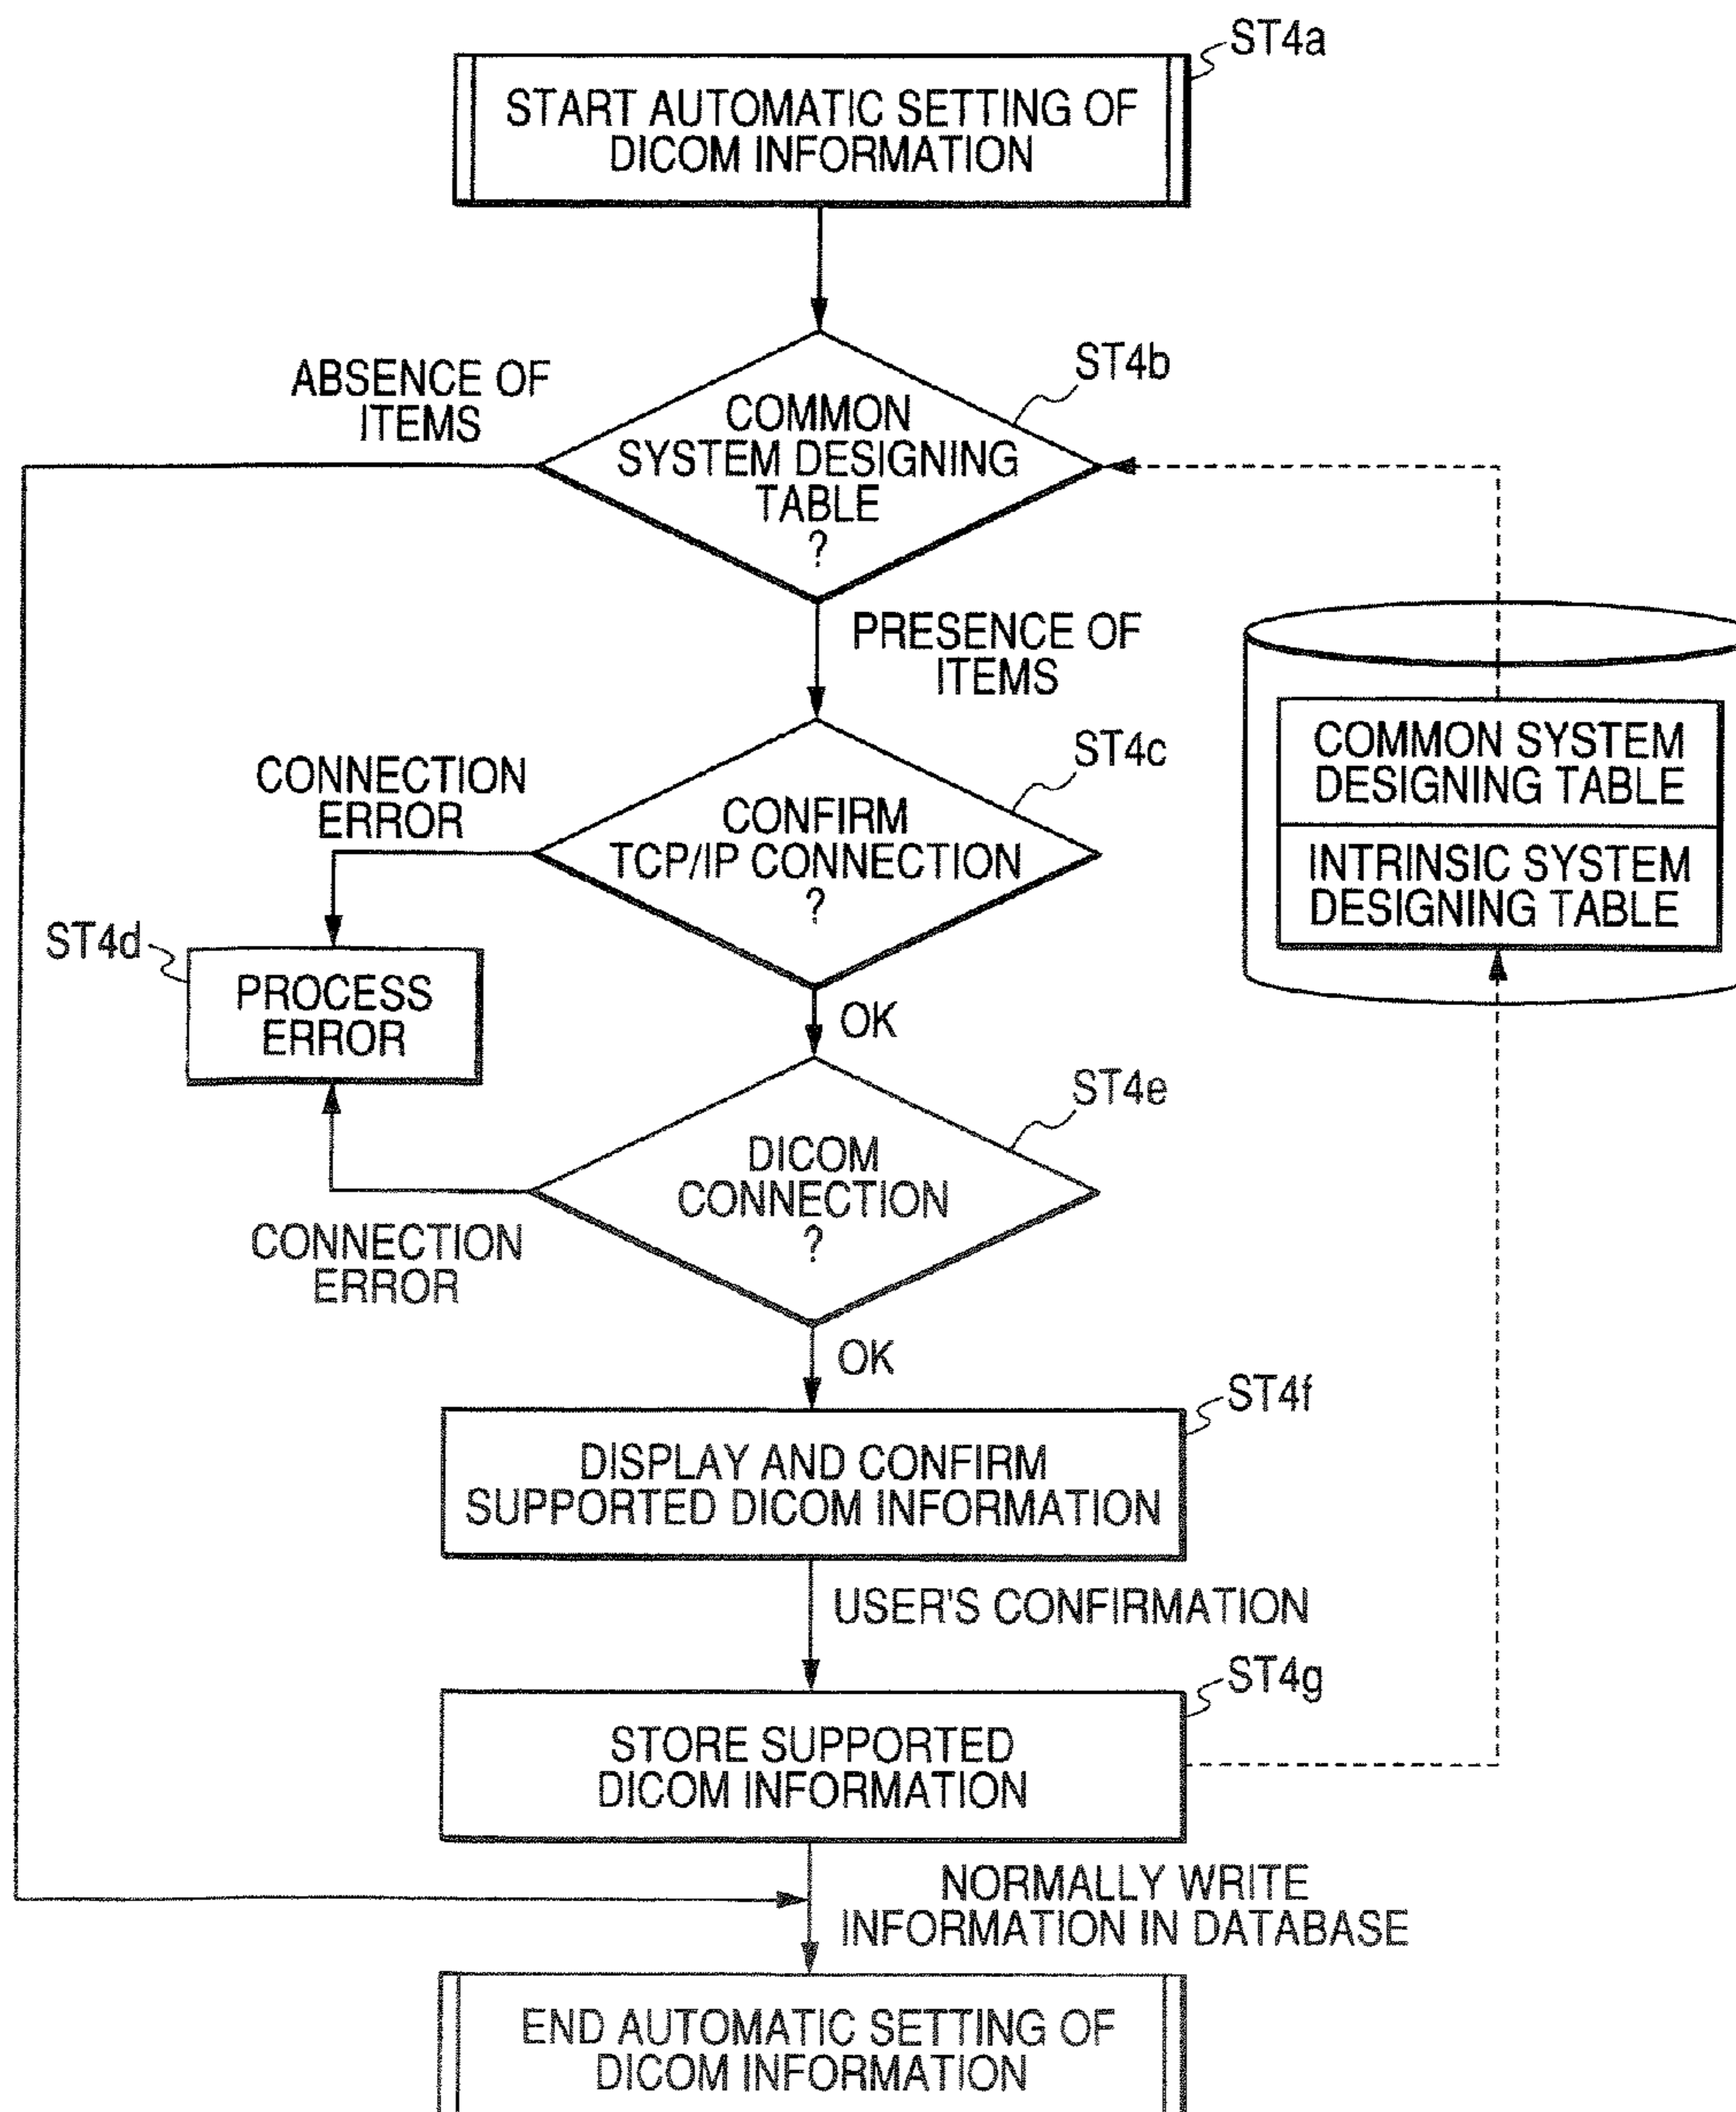 ST4a
START AUTOMATIC SETTING OF
DICOM INFORMATION
ABSENCE OF
ITEMS
ST4b
COMMON
SYSTEM DESIGNING
TABLE
?
PRESENCE OF
ITEMS
COMMON SYSTEM
DESIGNING TABLE
INTRINSIC SYSTEM
DESIGNING TABLE
CONNECTION
ERROR
ST4c
CONFIRM
TCP/IP CONNECTION
?
ST4d
PROCESS
ERROR
OK
ST4e
DICOM
CONNECTION
?
CONNECTION
ERROR
OK
ST4f
DISPLAY AND CONFIRM
SUPPORTED DICOM INFORMATION
USER'S CONFIRMATION
ST4g
STORE SUPPORTED
DICOM INFORMATION
NORMALLY WRITE
INFORMATION IN DATABASE
END AUTOMATIC SETTING OF
DICOM INFORMATION